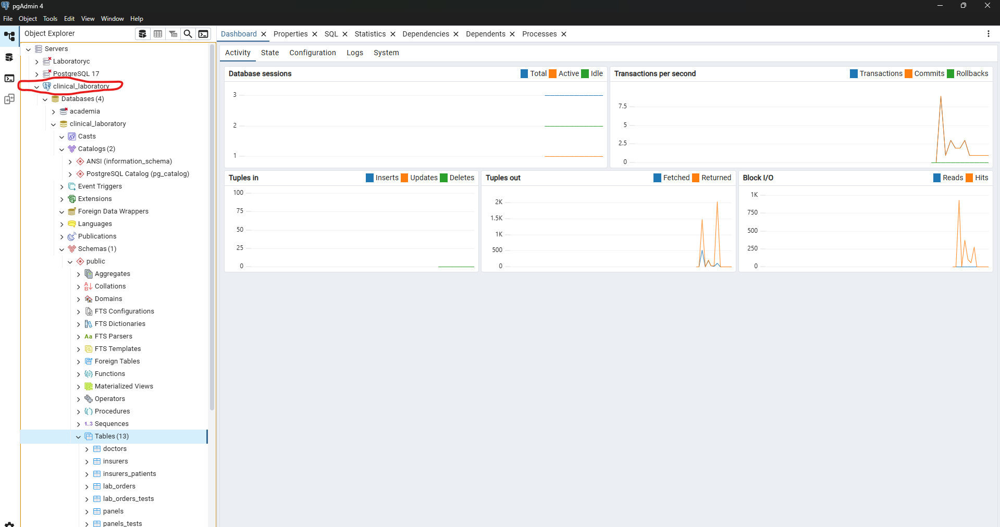 pgAdmin 4
File Object Tools Edit View Window Help
Object Explorer
Dashboard Properties SQL Statistics Dependencies Dependents Processes
Servers
Laboratoryc
PostgreSQL 17
clinical_laboratory
Databases (4)
academia
clinical_laboratory
Casts
Catalogs (2)
ANSI (information_schema)
PostgreSQL Catalog (pg_catalog)
Event Triggers
Extensions
Foreign Data Wrappers
Languages
Publications
Schemas (1)
public
Aggregates
Collations
Domains
FTS Configurations
FTS Dictionaries
Aa FTS Parsers
FTS Templates
Foreign Tables
Functions
Materialized Views
Operators
Procedures
1..3 Sequences
Tables (13)
doctors
insurers
insurers_patients
lab_orders
lab_orders_tests
panels
panels_tests
Activity State Configuration Logs System
Database sessions Total Active Idle
3
2
1
Transactions per second Transactions Commits Rollbacks
7.5
5
2.5
0
Tuples in Inserts Updates Deletes
100
75
50
25
0
Tuples out Fetched Returned
2K
1.5K
1K
500
0
Block I/O Reads Hits
1K
750
500
250
0